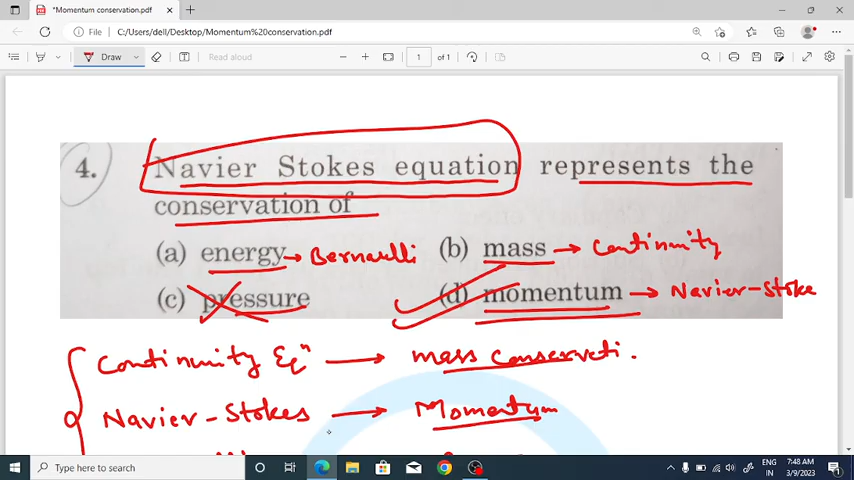 *Momentum conservation.pdf
File C:/Users/dell/Desktop/Momentum%20conservation.pdf
Draw Read aloud 1 of 1
4. Navier Stokes equation represents the
conservation of
(a) energy → Bernoulli (b) mass → Continuity
(c) pressure (d) momentum → Navier-Stoke
Continuity Eqⁿ → mass conservati.
Navier-Stokes → Momentum
Type here to search
ENG 7:48 AM
IN 3/9/2023